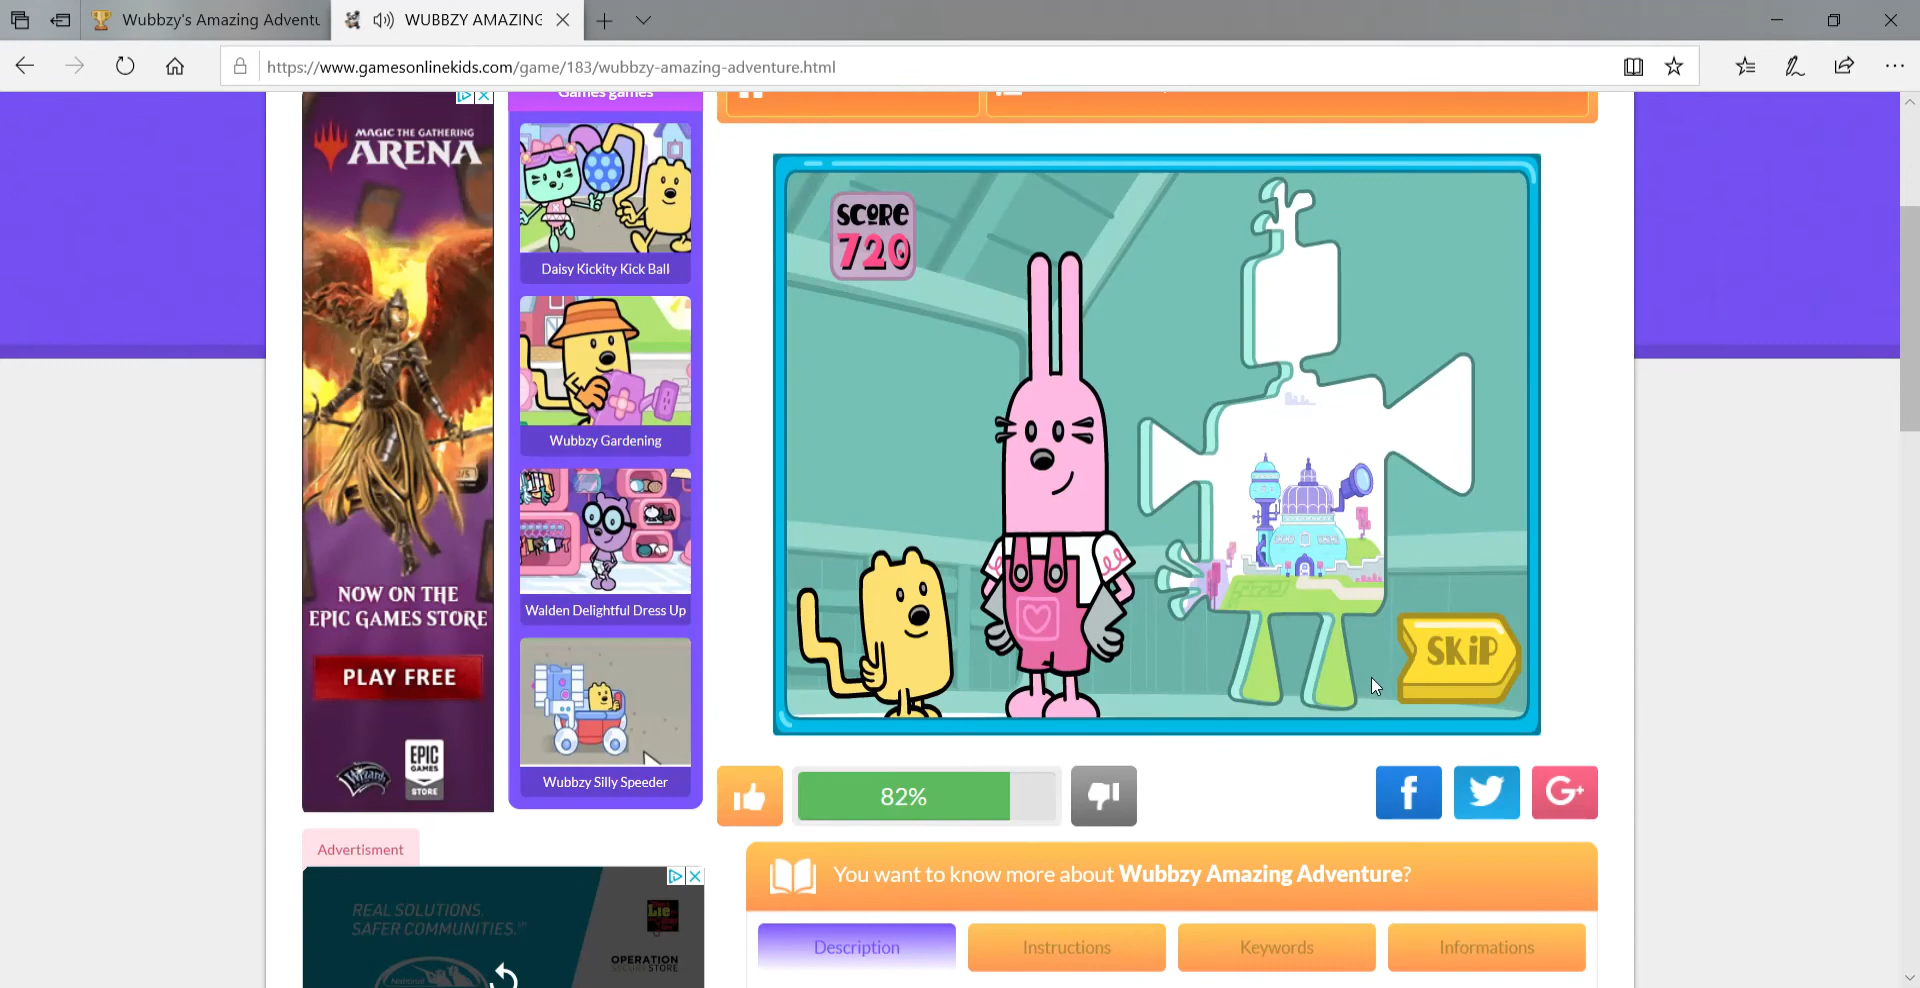 Wubbzy's Amazing Adventu
WUBBZY AMAZING
https://www.gamesonlinekids.com/game/183/wubbzy-amazing-adventure.html
MAGIC THE GATHERING
ARENA
NOW ON THE
EPIC GAMES STORE
PLAY FREE
Wizards
EPIC
GAMES
STORE
Games games
Daisy Kickity Kick Ball
Wubbzy Gardening
Walden Delightful Dress Up
Wubbzy Silly Speeder
SCORE
720
SKIP
82%
f
G+
Advertisment
REAL SOLUTIONS.
SAFER COMMUNITIES.
OPERATION
You want to know more about Wubbzy Amazing Adventure?
Description
Instructions
Keywords
Informations